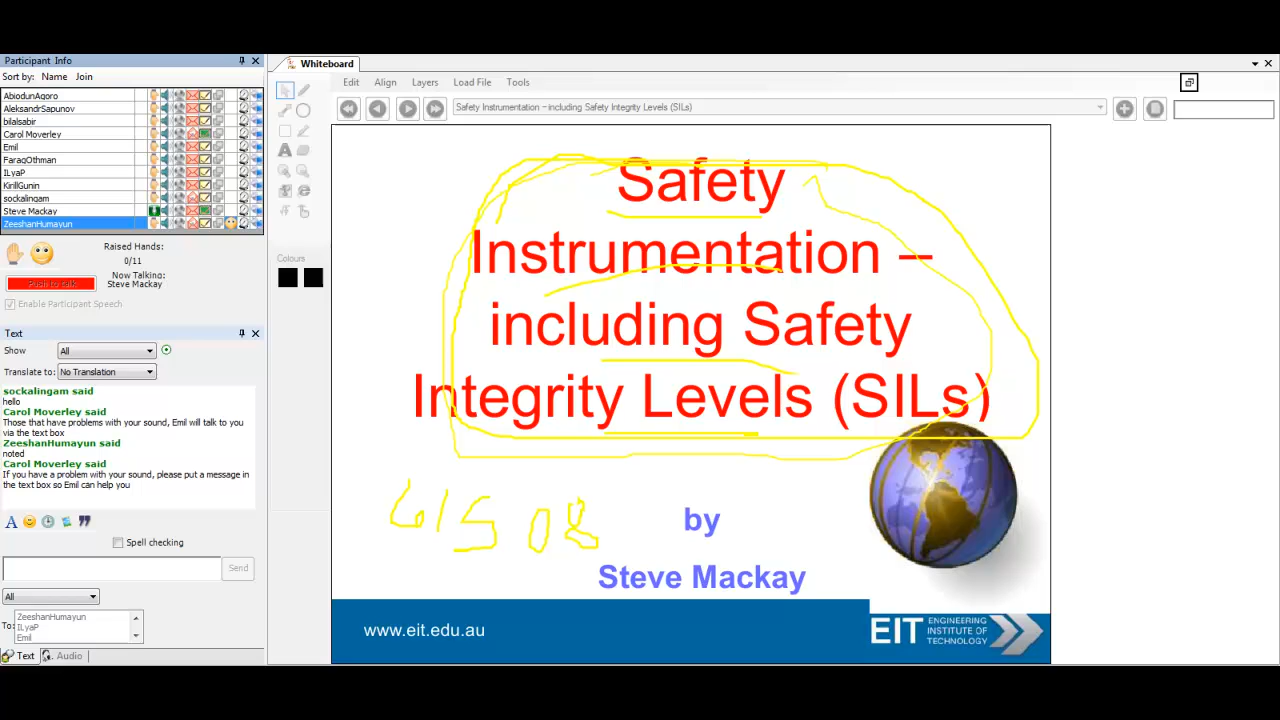 Participant Info
Sort by: Name Join
AbiodunAgoro
AleksandrSapunov
bilalsabir
Carol Moverley
Emil
FaragOthman
ILyaP
KirillGunin
sockalingam
Steve Mackay
ZeeshanHumayun
Raised Hands:
0/11
Now Talking:
Steve Mackay
Push to talk
Enable Participant Speech
Text
Show All
Translate to: No Translation
sockalingam said
hello
Carol Moverley said
Those that have problems with your sound, Emil will talk to you
via the text box
ZeeshanHumayun said
noted
Carol Moverley said
If you have a problem with your sound, please put a message in
the text box so Emil can help you
Spell checking
Send
All
To:
ZeeshanHumayun
ILyaP
Emil
Text Audio
Whiteboard
Edit Align Layers Load File Tools
Safety Instrumentation –including Safety Integrity Levels (SILs)
Colours
Safety
Instrumentation –
including Safety
Integrity Levels (SILs)
61508
by
Steve Mackay
www.eit.edu.au
EIT ENGINEERING
INSTITUTE OF
TECHNOLOGY